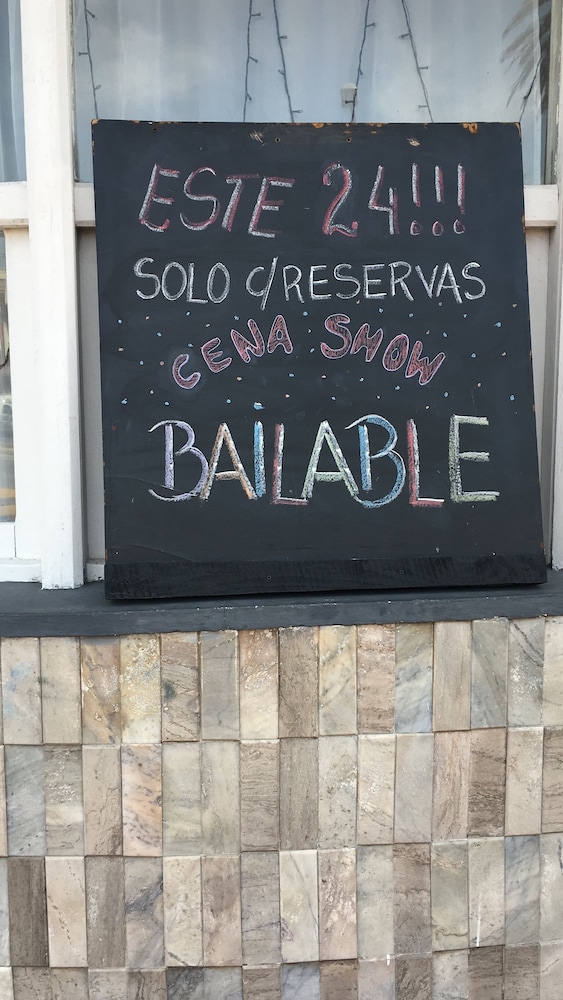 ESTE 24!!!
SOLO c/RESERVAS
CENA SHOW
BAILABLE